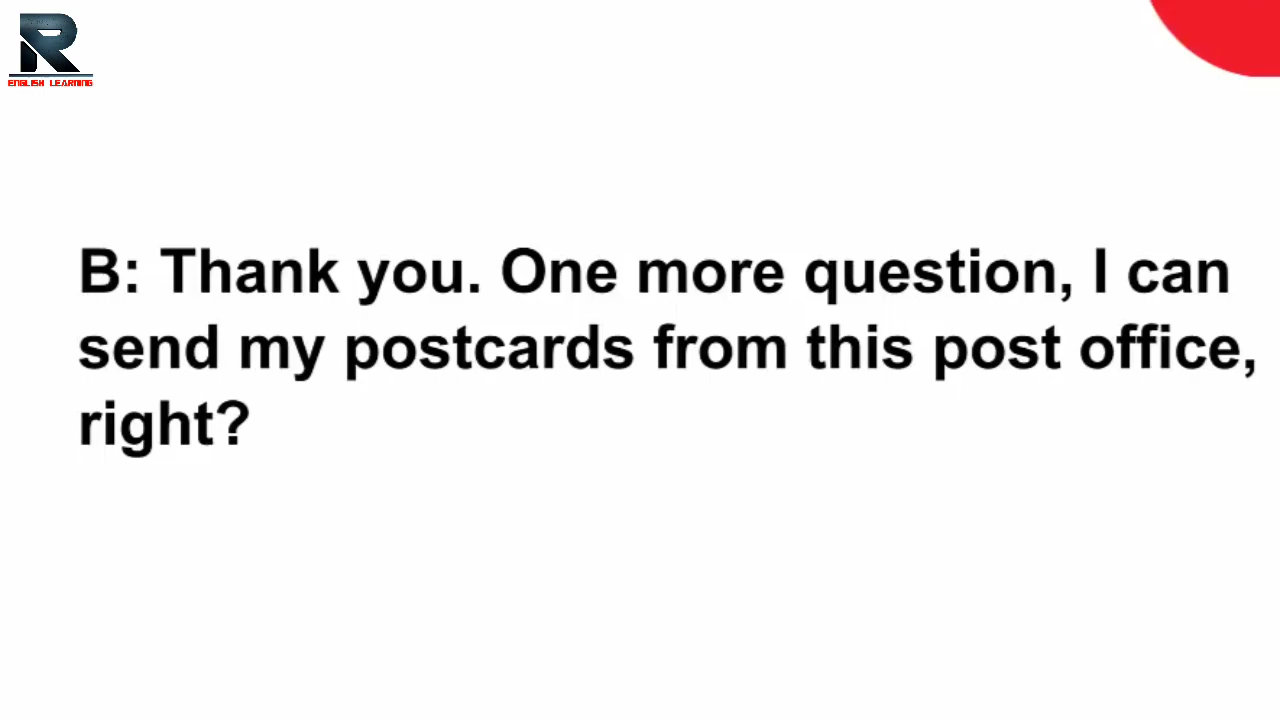 R
ENGLISH LEARNING
B: Thank you. One more question, I can
send my postcards from this post office,
right?